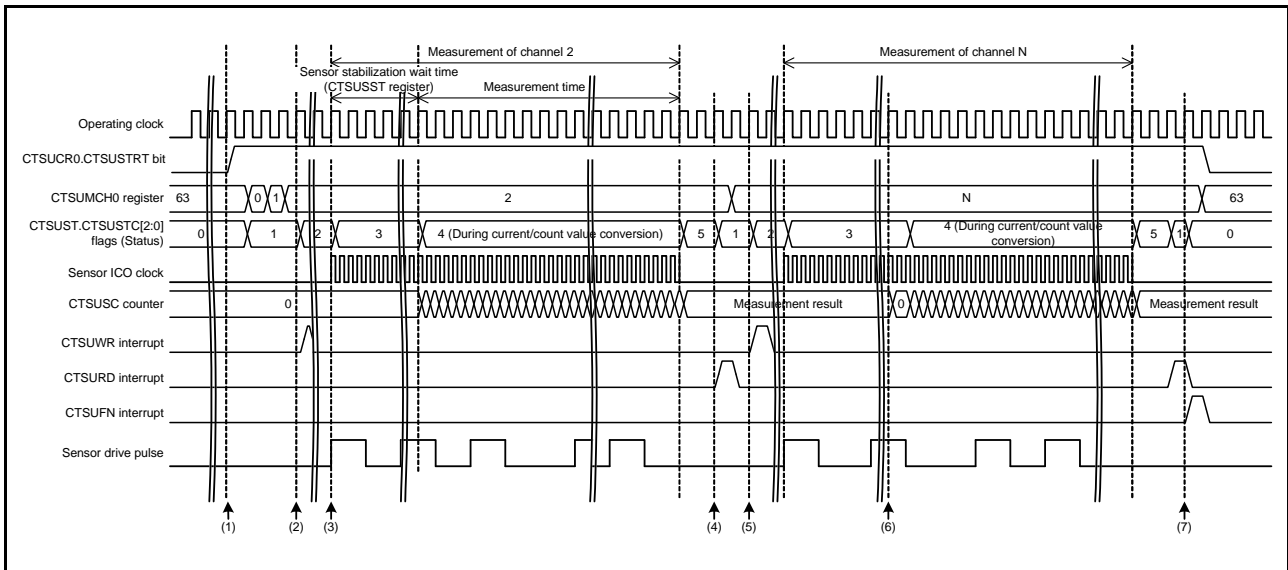 Measurement of channel 2
Measurement of channel N
Sensor stabilization wait time
(CTSUSST register)
Measurement time
Operating clock
CTSUCR0.CTSUSTRT bit
CTSUMCH0 register
63
0
1
2
N
63
CTSUST.CTSUSTC[2:0]
flags (Status)
0
1
2
3
4 (During current/count value conversion)
5
1
2
3
4 (During current/count value
conversion)
5
1
0
Sensor ICO clock
CTSUSC counter
0
Measurement result
0
Measurement result
CTSUWR interrupt
CTSURD interrupt
CTSUFN interrupt
Sensor drive pulse
(1)
(2)
(3)
(4)
(5)
(6)
(7)